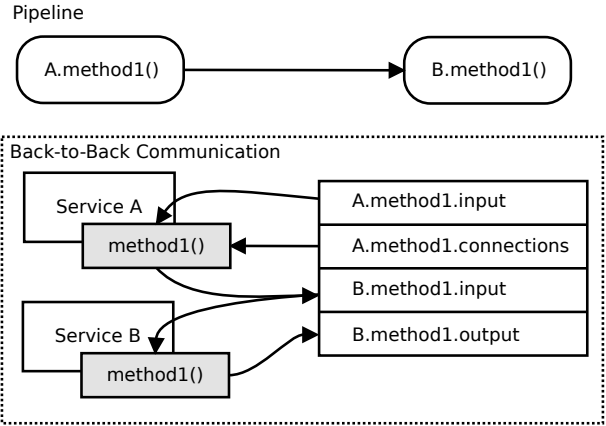 Pipeline
A.method1()
B.method1()
Back-to-Back Communication
Service A
method1()
A.method1.input
A.method1.connections
B.method1.input
B.method1.output
Service B
method1()